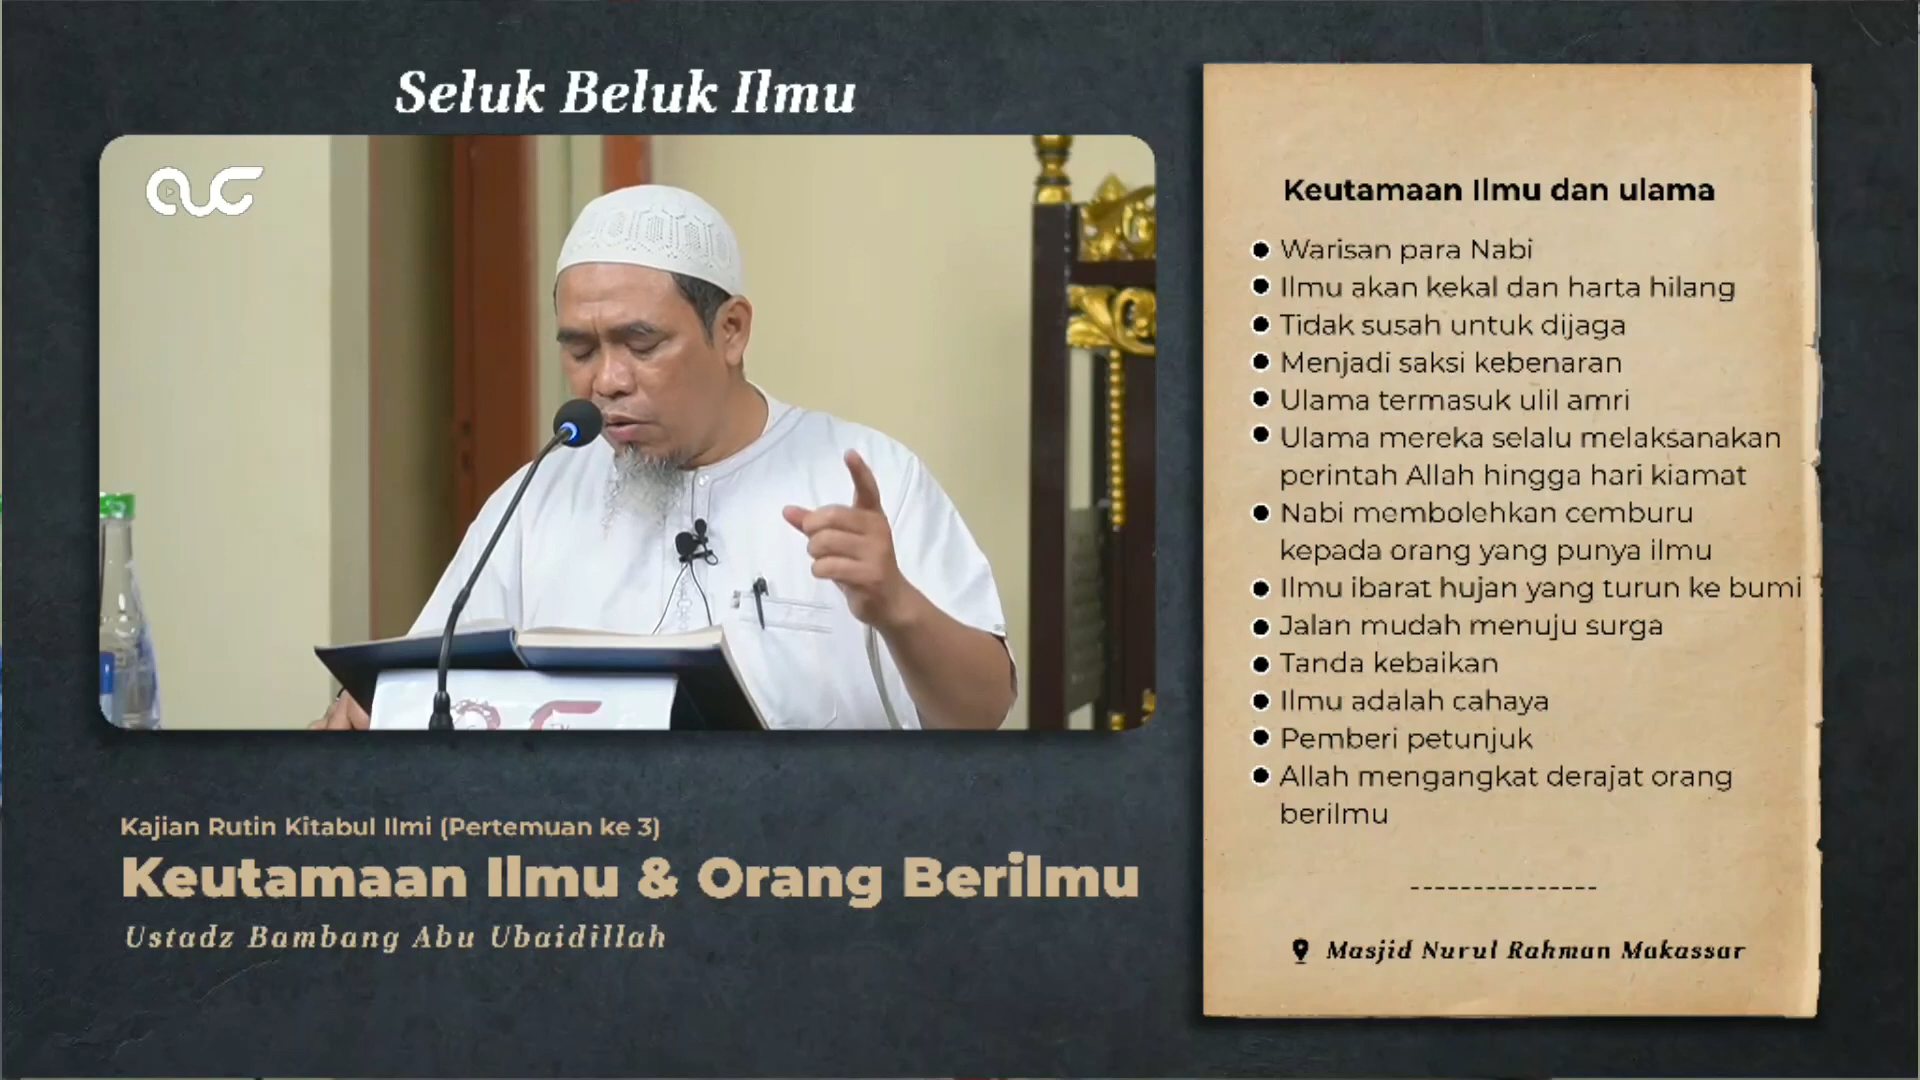 Seluk Beluk Ilmu
Kajian Rutin Kitabul Ilmi (Pertemuan ke 3)
Keutamaan Ilmu & Orang Berilmu
Ustadz Bambang Abu Ubaidillah
Keutamaan Ilmu dan ulama
Warisan para Nabi
Ilmu akan kekal dan harta hilang
Tidak susah untuk dijaga
Menjadi saksi kebenaran
Ulama termasuk ulil amri
Ulama mereka selalu melaksanakan
perintah Allah hingga hari kiamat
Nabi membolehkan cemburu
kepada orang yang punya ilmu
Ilmu ibarat hujan yang turun ke bumi
Jalan mudah menuju surga
Tanda kebaikan
Ilmu adalah cahaya
Pemberi petunjuk
Allah mengangkat derajat orang
berilmu
---------------
Masjid Nurul Rahman Makassar